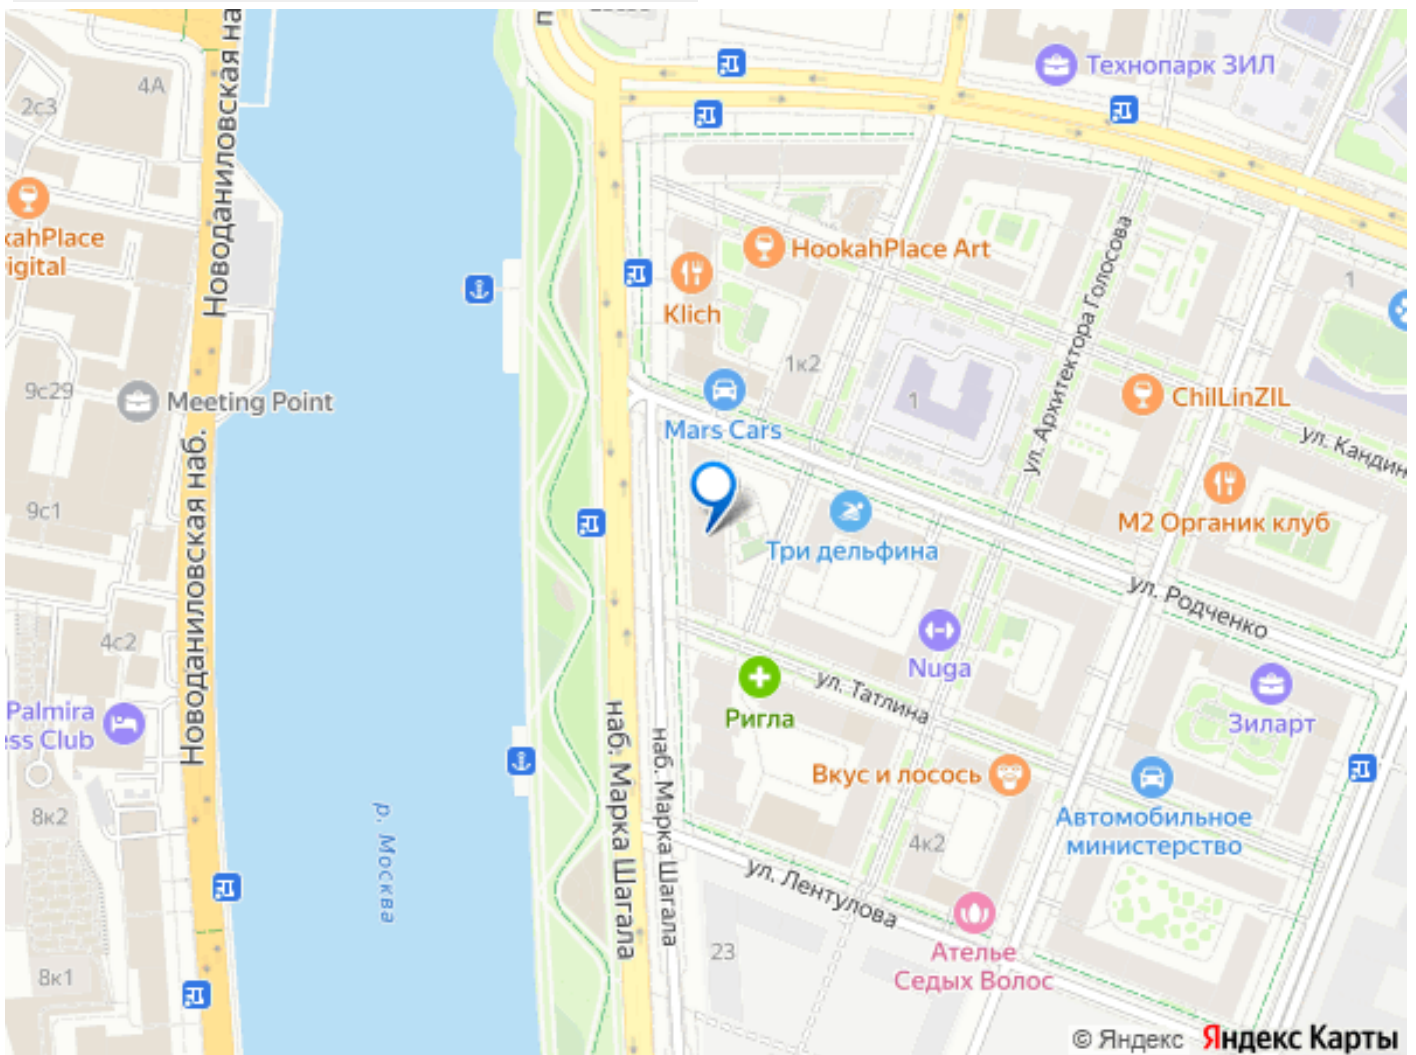 Новоданиловская на
4А
2с3
Технопарк ЗИЛ
kahPlace
igital
HookahPlace Art
Klich
ул. Архитектора Голосова
1
1к2
1
9с29
Meeting Point
Mars Cars
ChilLinZIL
ул. Кандин
9с1
М2 Органик клуб
Три дельфина
Новоданиловская наб.
ул. Родченко
4с2
Nuga
ул. Татлина
Ригла
Зиларт
Palmira
ss Club
наб. Марка Шагала
наб. Марка Шагала
Вкус и лосось
р. Москва
8к2
Автомобильное
министерство
4к2
ул. Лентулова
23
Ателье
Седых Волос
8к1
© Яндекс
Яндекс Карты